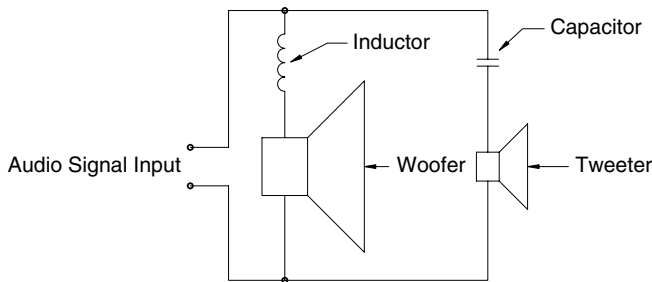 Inductor
Capacitor
Audio Signal Input
Woofer
Tweeter